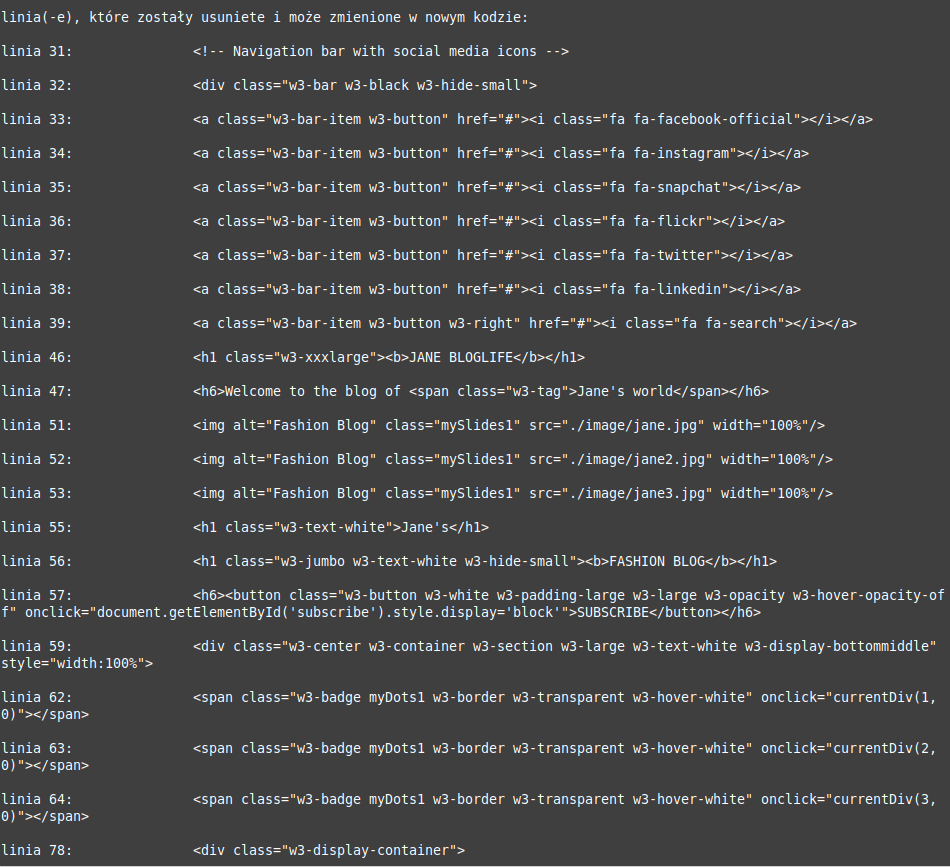 linia(-e), które zostały usuniete i może zmienione w nowym kodzie:
linia 31: <!-- Navigation bar with social media icons -->
linia 32: <div class="w3-bar w3-black w3-hide-small">
linia 33: <a class="w3-bar-item w3-button" href="#"><i class="fa fa-facebook-official"></i></a>
linia 34: <a class="w3-bar-item w3-button" href="#"><i class="fa fa-instagram"></i></a>
linia 35: <a class="w3-bar-item w3-button" href="#"><i class="fa fa-snapchat"></i></a>
linia 36: <a class="w3-bar-item w3-button" href="#"><i class="fa fa-flickr"></i></a>
linia 37: <a class="w3-bar-item w3-button" href="#"><i class="fa fa-twitter"></i></a>
linia 38: <a class="w3-bar-item w3-button" href="#"><i class="fa fa-linkedin"></i></a>
linia 39: <a class="w3-bar-item w3-button w3-right" href="#"><i class="fa fa-search"></i></a>
linia 46: <h1 class="w3-xxxlarge"><b>JANE BLOGLIFE</b></h1>
linia 47: <h6>Welcome to the blog of <span class="w3-tag">Jane's world</span></h6>
linia 51: <img alt="Fashion Blog" class="mySlides1" src="./image/jane.jpg" width="100%"/>
linia 52: <img alt="Fashion Blog" class="mySlides1" src="./image/jane2.jpg" width="100%"/>
linia 53: <img alt="Fashion Blog" class="mySlides1" src="./image/jane3.jpg" width="100%"/>
linia 55: <h1 class="w3-text-white">Jane's</h1>
linia 56: <h1 class="w3-jumbo w3-text-white w3-hide-small"><b>FASHION BLOG</b></h1>
linia 57: <h6><button class="w3-button w3-white w3-padding-large w3-large w3-opacity w3-hover-opacity-of
f" onclick="document.getElementById('subscribe').style.display='block'">SUBSCRIBE</button></h6>
linia 59: <div class="w3-center w3-container w3-section w3-large w3-text-white w3-display-bottommiddle"
style="width:100%">
linia 62: <span class="w3-badge myDots1 w3-border w3-transparent w3-hover-white" onclick="currentDiv(1,
0)"></span>
linia 63: <span class="w3-badge myDots1 w3-border w3-transparent w3-hover-white" onclick="currentDiv(2,
0)"></span>
linia 64: <span class="w3-badge myDots1 w3-border w3-transparent w3-hover-white" onclick="currentDiv(3,
0)"></span>
linia 78: <div class="w3-display-container">